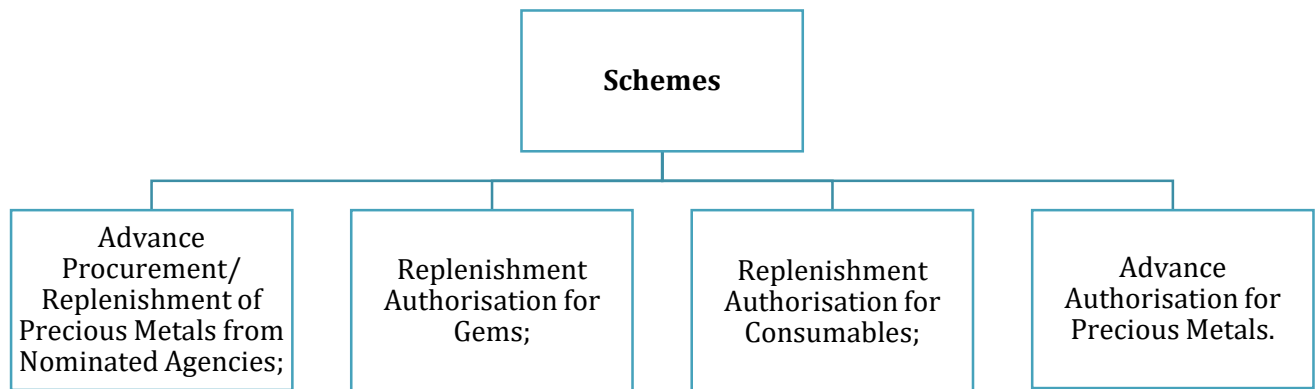 Schemes
Advance
Procurement/
Replenishment of
Precious Metals from
Nominated Agencies;
Replenishment
Authorisation for
Gems;
Replenishment
Authorisation for
Consumables;
Advance
Authorisation for
Precious Metals.